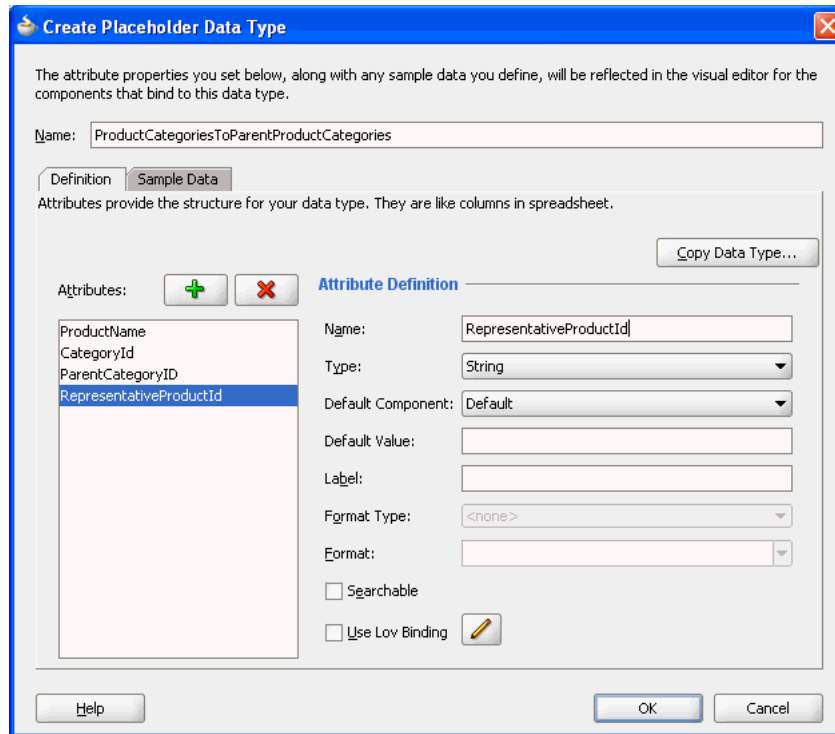 Create Placeholder Data Type
The attribute properties you set below, along with any sample data you define, will be reflected in the visual editor for the
components that bind to this data type.
Name: ProductCategoriesToParentProductCategories
Definition Sample Data
Attributes provide the structure for your data type. They are like columns in spreadsheet.
Copy Data Type...
Attributes:
ProductName
CategoryId
ParentCategoryID
RepresentativeProductId
Attribute Definition
Name: RepresentativeProductId
Type: String
Default Component: Default
Default Value:
Label:
Format Type: <none>
Format:
Searchable
Use Lov Binding
Help OK Cancel